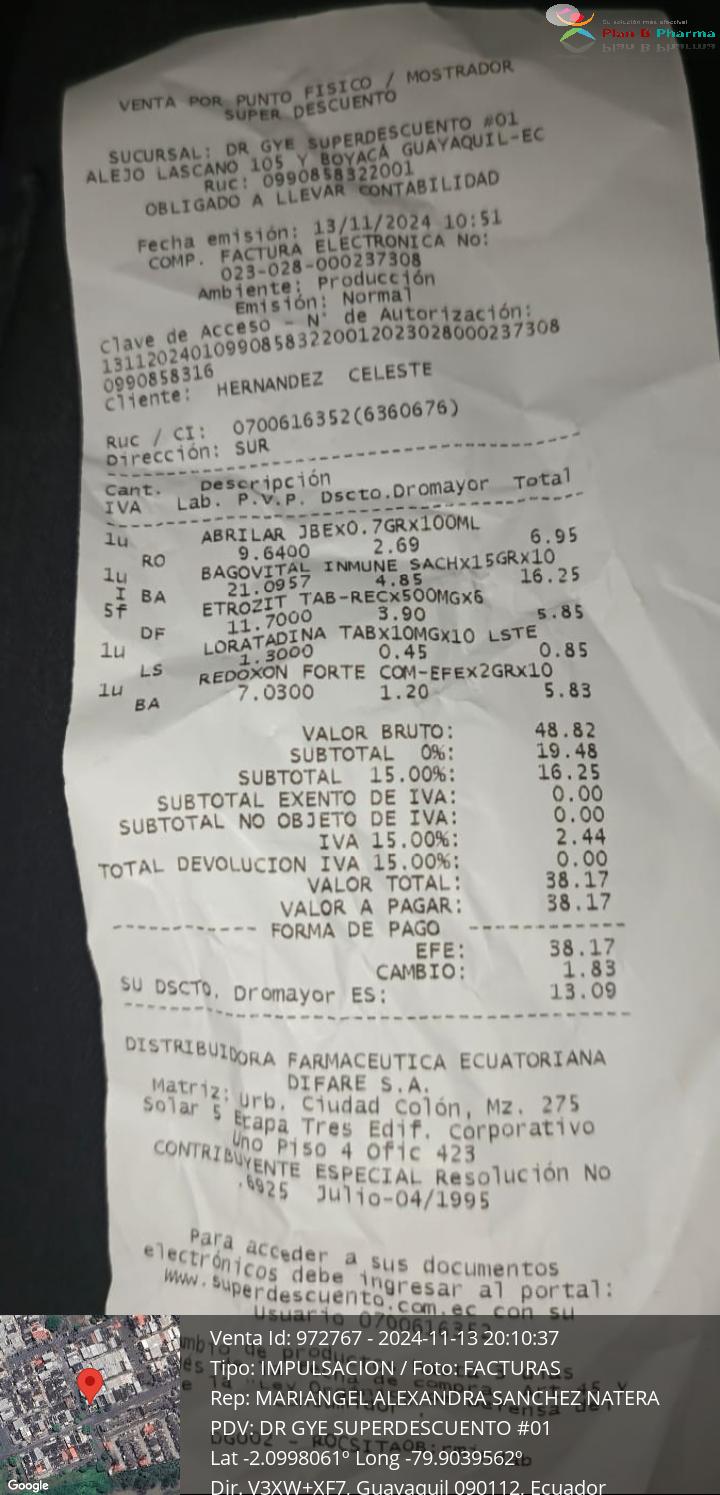 Su solución más efectiva!
Plan B Pharma
VENTA POR PUNTO FISICO / MOSTRADOR
SUPER DESCUENTO
SUCURSAL: DR GYE SUPERDESCUENTO #01
ALEJO LASCANO 105 Y BOYACÁ GUAYAQUIL-EC
Ruc: 0990858322001
OBLIGADO A LLEVAR CONTABILIDAD
Fecha emisión: 13/11/2024 10:51
COMP. FACTURA ELECTRONICA No:
023-028-000237308
Ambiente: Producción
Emisión: Normal
Clave de Acceso - N° de Autorización:
131120240109908583220012023028000237308
0990858316
Cliente: HERNANDEZ CELESTE
Ruc / CI: 0700616352(6360676)
Dirección: SUR
Cant. Descripción
IVA Lab. P.V.P. Dscto.Dromayor Total
1u ABRILAR JBEx0.7GRx100ML
RO 9.6400 2.69 6.95
1u BAGOVITAL INMUNE SACHx15GRx10
I BA 21.0957 4.85 16.25
5f ETROZIT TAB-RECx500MGx6
DF 11.7000 3.90 5.85
1u LORATADINA TABx10MGx10 LSTE
LS 1.3000 0.45 0.85
1u REDOXON FORTE COM-EFEx2GRx10
BA 7.0300 1.20 5.83
VALOR BRUTO: 48.82
SUBTOTAL 0%: 19.48
SUBTOTAL 15.00%: 16.25
SUBTOTAL EXENTO DE IVA: 0.00
SUBTOTAL NO OBJETO DE IVA: 0.00
IVA 15.00%: 2.44
TOTAL DEVOLUCION IVA 15.00%: 0.00
VALOR TOTAL: 38.17
VALOR A PAGAR: 38.17
------------ FORMA DE PAGO ------------
EFE: 38.17
CAMBIO: 1.83
SU DSCTO. Dromayor ES: 13.09
DISTRIBUIDORA FARMACEUTICA ECUATORIANA
DIFARE S.A.
Matriz: Urb. Ciudad Colón, Mz. 275
Solar 5 Etapa Tres Edif. Corporativo
Uno Piso 4 Ofic 423
CONTRIBUYENTE ESPECIAL Resolución No
.6925 Julio-04/1995
Para acceder a sus documentos
electrónicos debe ingresar al portal:
www.superdescuento.com.ec con su
Usuario 0700616352
Venta Id: 972767 - 2024-11-13 20:10:37
Tipo: IMPULSACION / Foto: FACTURAS
Rep: MARIANGEL ALEXANDRA SANCHEZ NATERA
PDV: DR GYE SUPERDESCUENTO #01
Lat -2.0998061º Long -79.9039562º
Dir. V3XW+XF7, Guayaquil 090112, Ecuador
Google